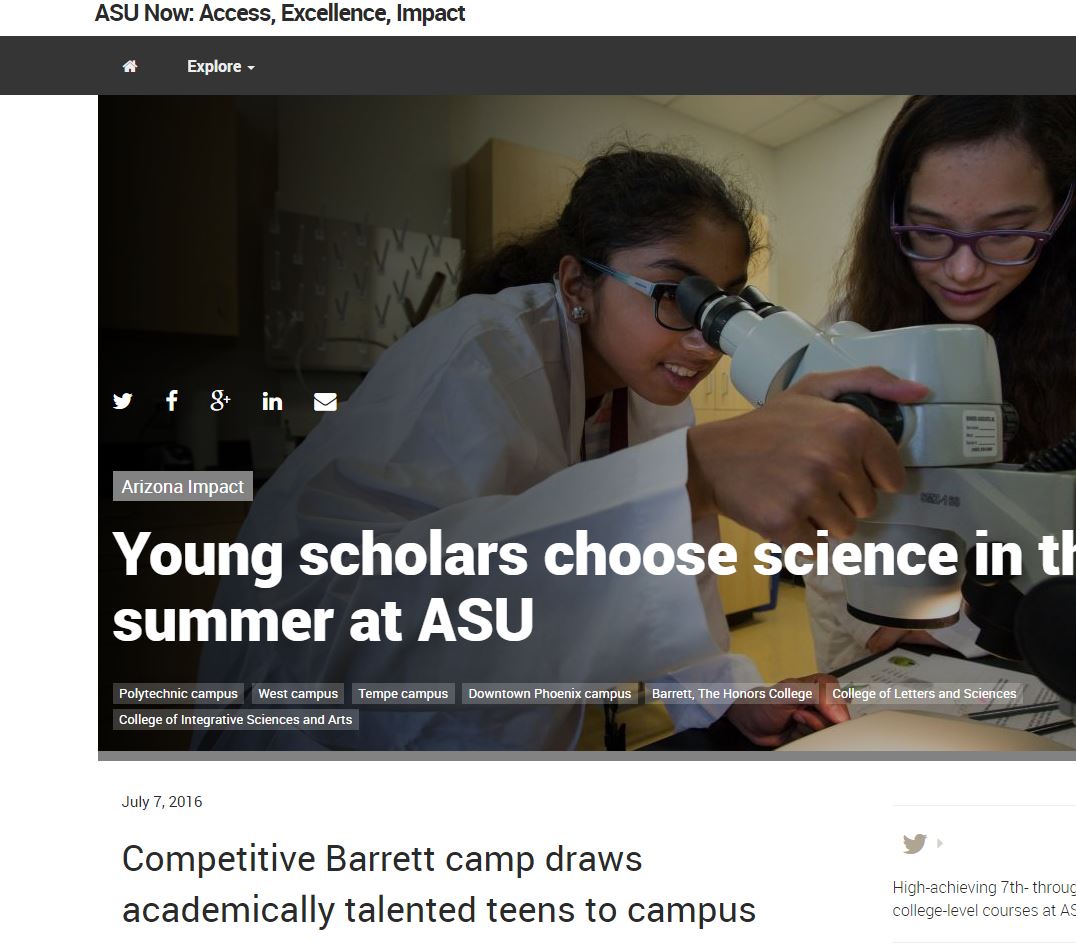 ASU Now: Access, Excellence, Impact
Explore
Arizona Impact
Young scholars choose science in th
summer at ASU
Polytechnic campus West campus Tempe campus Downtown Phoenix campus Barrett, The Honors College College of Letters and Sciences
College of Integrative Sciences and Arts
July 7, 2016
Competitive Barrett camp draws
academically talented teens to campus
High-achieving 7th- throug
college-level courses at AS